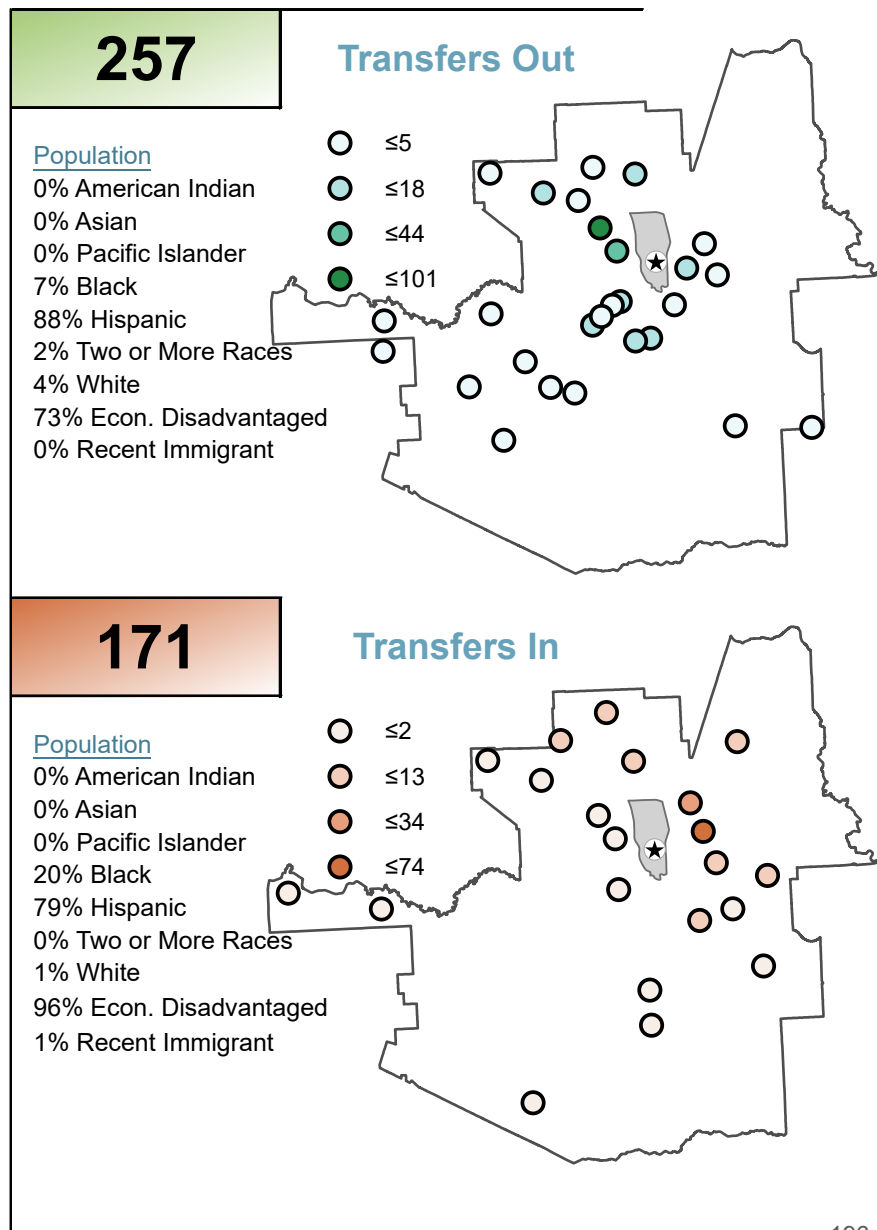 257
Transfers Out
Population
0% American Indian
0% Asian
0% Pacific Islander
7% Black
88% Hispanic
2% Two or More Races
4% White
73% Econ. Disadvantaged
0% Recent Immigrant
≤5
≤18
≤44
≤101
171
Transfers In
Population
0% American Indian
0% Asian
0% Pacific Islander
20% Black
79% Hispanic
0% Two or More Races
1% White
96% Econ. Disadvantaged
1% Recent Immigrant
≤2
≤13
≤34
≤74